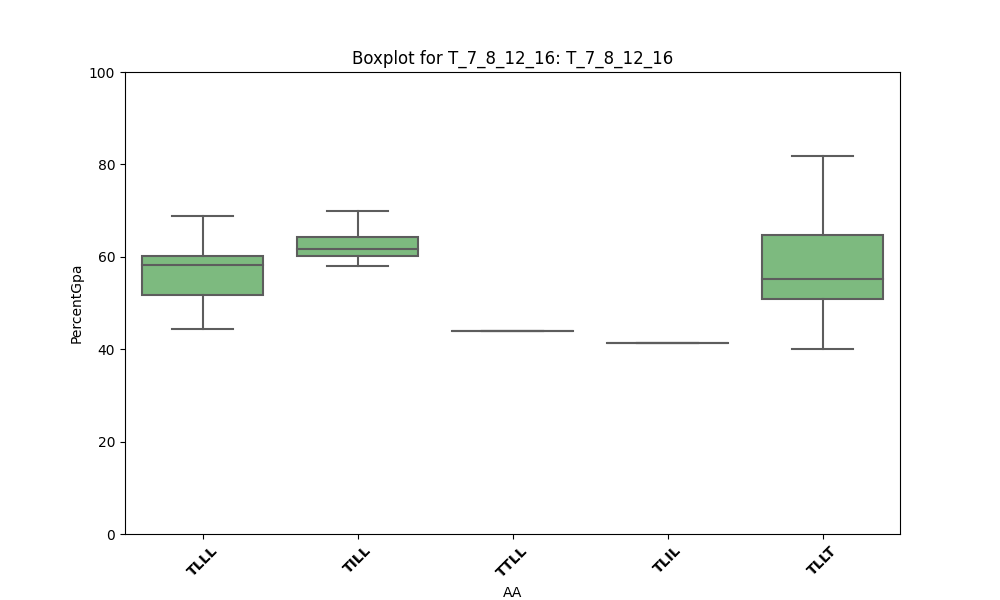 Boxplot for T_7_8_12_16: T_7_8_12_16
100
80
60
40
20
0
PercentGpa
TLLL
TILL
TTLL
TLIL
TLLT
AA